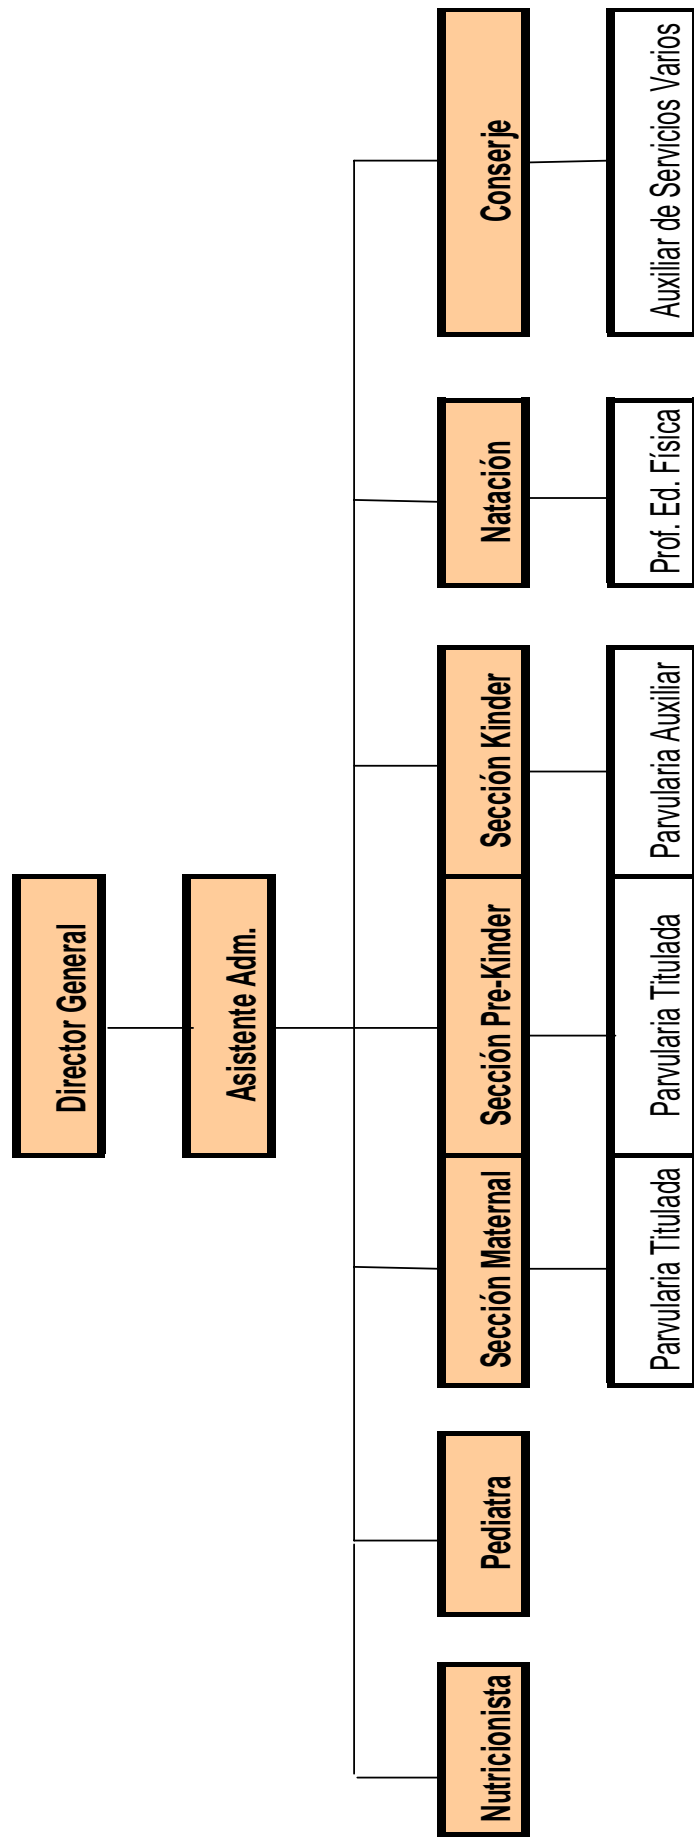 Director General
Asistente Adm.
Nutricionista
Pediatra
Sección Maternal
Sección Pre-Kinder
Sección Kinder
Natación
Conserje
Parvularia Titulada
Parvularia Titulada
Parvularia Auxiliar
Prof. Ed. Física
Auxiliar de Servicios Varios